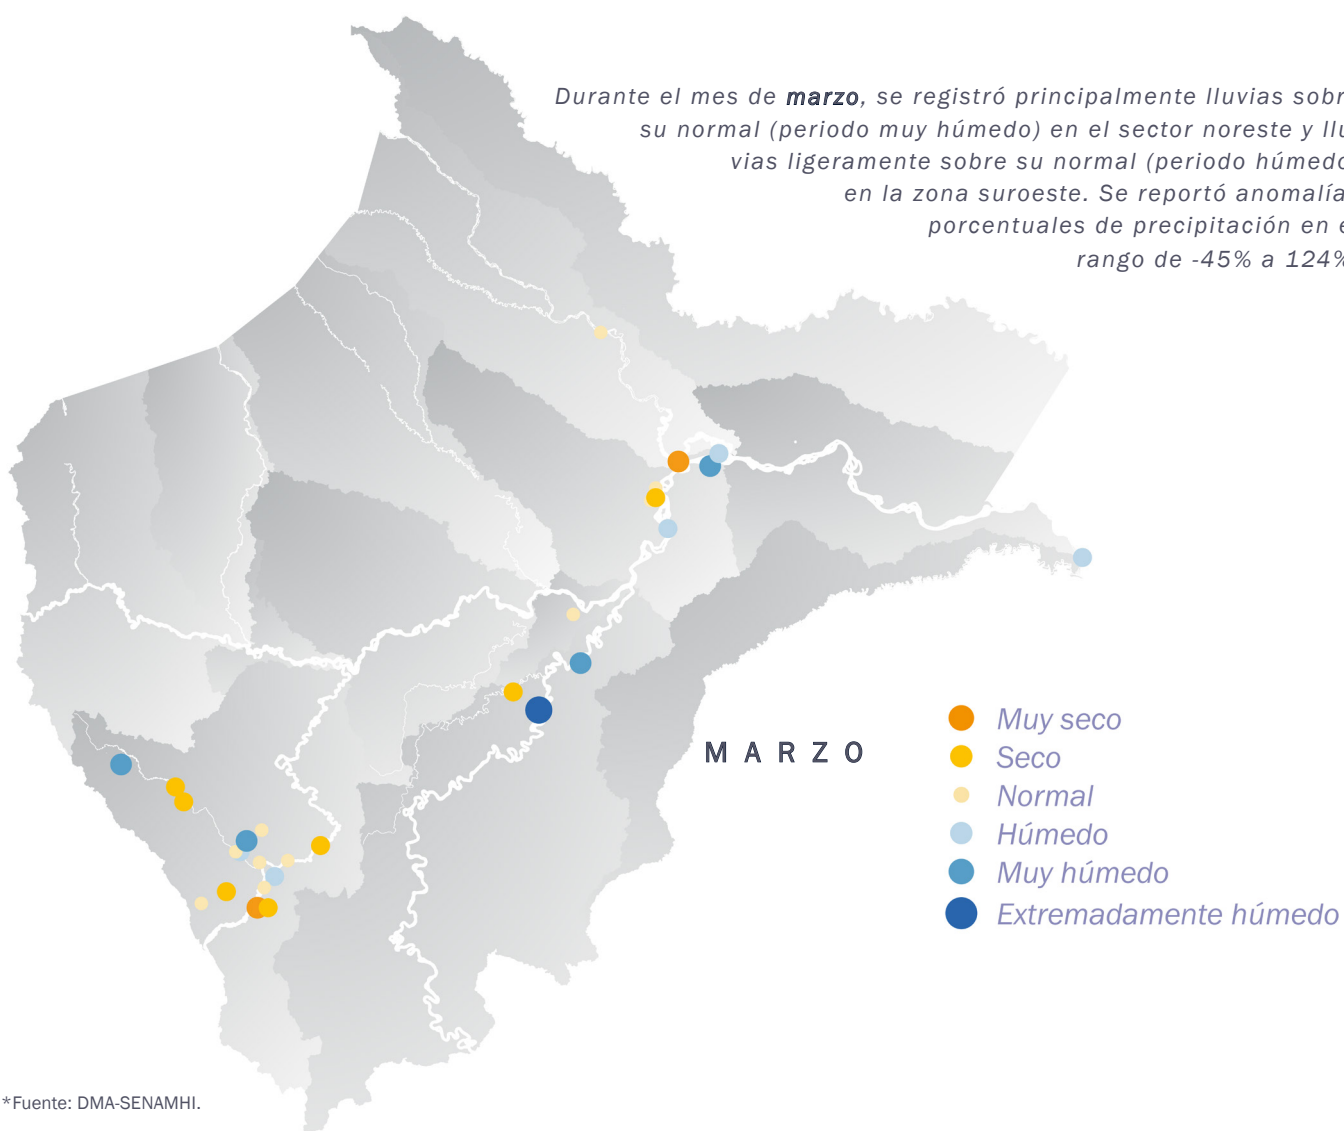 Durante el mes de marzo, se registró principalmente lluvias sobr
su normal (periodo muy húmedo) en el sector noreste y llu
vias ligeramente sobre su normal (periodo húmedo
en la zona suroeste. Se reportó anomalía
porcentuales de precipitación en e
rango de -45% a 124%
MARZO
Muy seco
Seco
Normal
Húmedo
Muy húmedo
Extremadamente húmedo
*Fuente: DMA-SENAMHI.